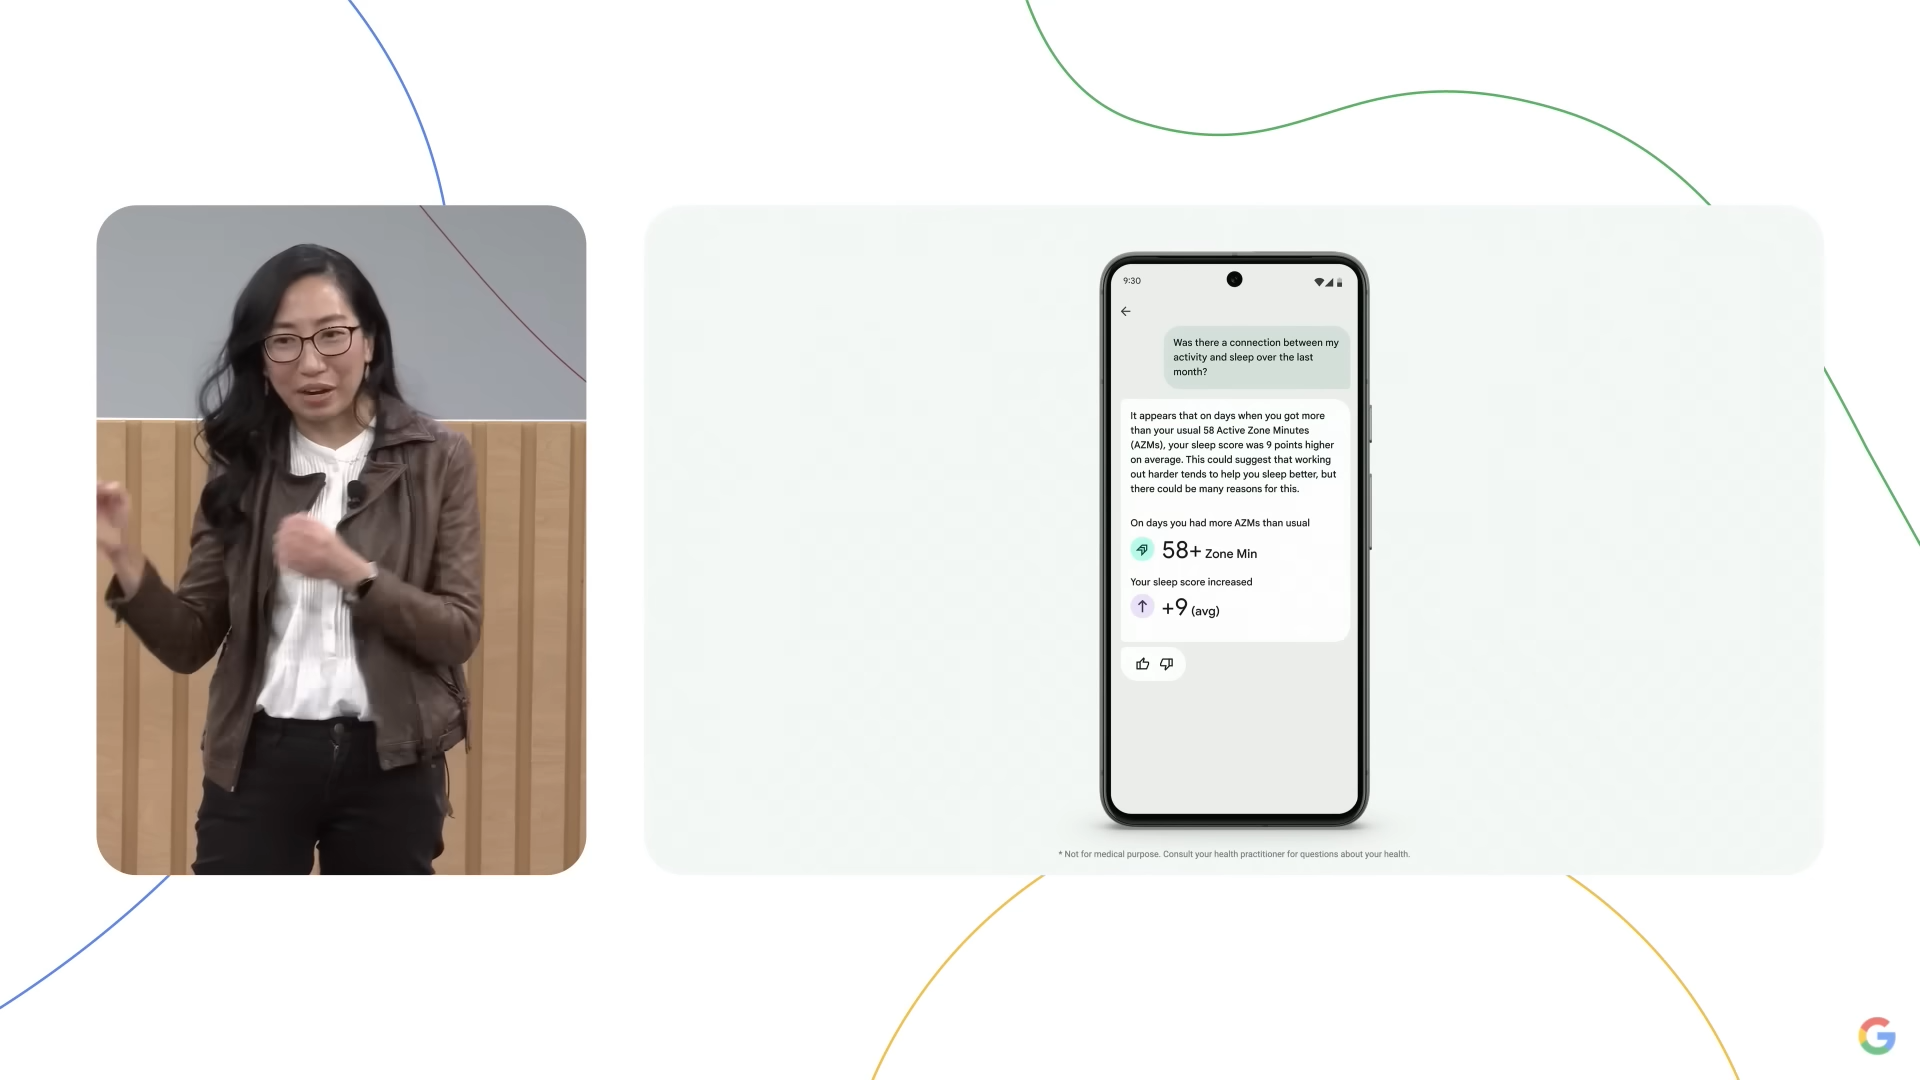 9:30
Was there a connection between my
activity and sleep over the last
month?
It appears that on days when you got more
than your usual 58 Active Zone Minutes
(AZMs), your sleep score was 9 points higher
on average. This could suggest that working
out harder tends to help you sleep better, but
there could be many reasons for this.
On days you had more AZMs than usual
58+ Zone Min
Your sleep score increased
+9 (avg)
* Not for medical purpose. Consult your health practitioner for questions about your health.